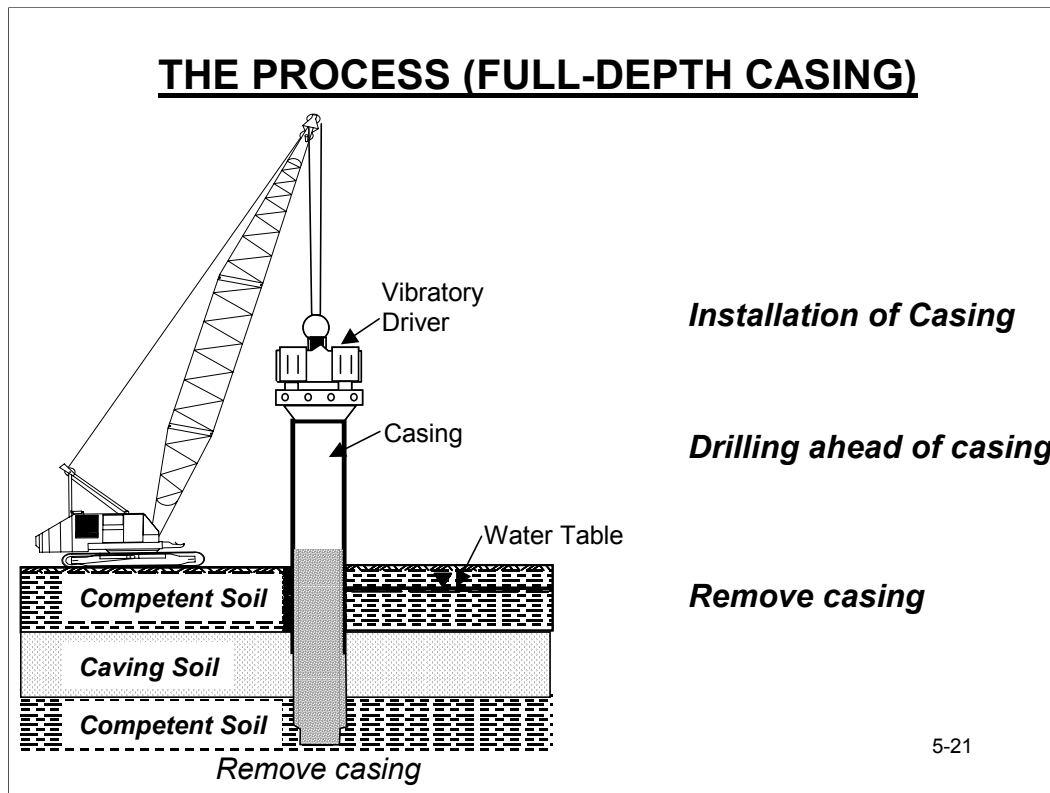 THE PROCESS (FULL-DEPTH CASING)
Vibratory
Driver
Installation of Casing
Casing
Drilling ahead of casing
Water Table
Competent Soil
Remove casing
Caving Soil
Competent Soil
Remove casing
5-21